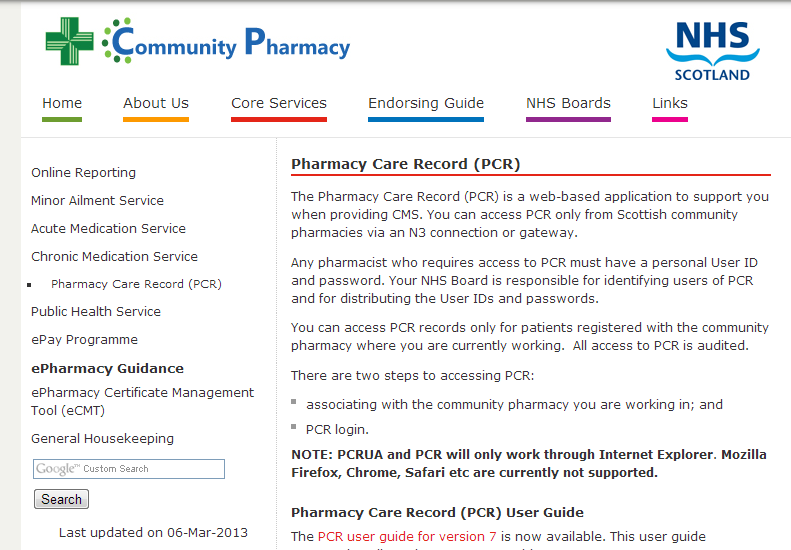 Community Pharmacy
NHS
SCOTLAND
Home About Us Core Services Endorsing Guide NHS Boards Links
Online Reporting
Minor Ailment Service
Acute Medication Service
Chronic Medication Service
Pharmacy Care Record (PCR)
Public Health Service
ePay Programme
ePharmacy Guidance
ePharmacy Certificate Management
Tool (eCMT)
General Housekeeping
Google™ Custom Search
Search
Last updated on 06-Mar-2013
Pharmacy Care Record (PCR)
The Pharmacy Care Record (PCR) is a web-based application to support you
when providing CMS. You can access PCR only from Scottish community
pharmacies via an N3 connection or gateway.
Any pharmacist who requires access to PCR must have a personal User ID
and password. Your NHS Board is responsible for identifying users of PCR
and for distributing the User IDs and passwords.
You can access PCR records only for patients registered with the community
pharmacy where you are currently working.  All access to PCR is audited.
There are two steps to accessing PCR:
associating with the community pharmacy you are working in; and
PCR login.
NOTE: PCRUA and PCR will only work through Internet Explorer. Mozilla
Firefox, Chrome, Safari etc are currently not supported.
Pharmacy Care Record (PCR) User Guide
The PCR user guide for version 7 is now available. This user guide